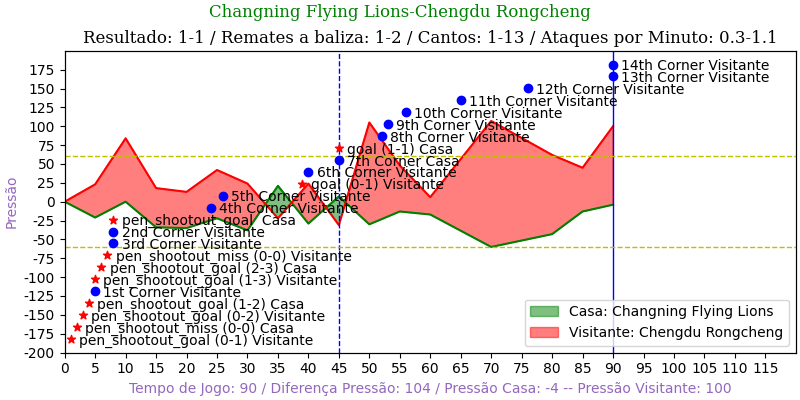 Changning Flying Lions-Chengdu Rongcheng
Resultado: 1-1 / Remates a baliza: 1-2 / Cantos: 1-13 / Ataques por Minuto: 0.3-1.1
Pressão
175
150
125
100
75
50
25
0
-25
-50
-75
-100
-125
-150
-175
-200
14th Corner Visitante
13th Corner Visitante
12th Corner Visitante
11th Corner Visitante
10th Corner Visitante
9th Corner Visitante
8th Corner Visitante
goal (1-1) Casa
7th Corner Casa
6th Corner Visitante
goal (0-1) Visitante
5th Corner Visitante
4th Corner Visitante
pen_shootout_goal Casa
2nd Corner Visitante
3rd Corner Visitante
pen_shootout_miss (0-0) Visitante
pen_shootout_goal (2-3) Casa
pen_shootout_goal (1-3) Visitante
1st Corner Visitante
pen_shootout_goal (1-2) Casa
pen_shootout_goal (0-2) Visitante
pen_shootout_miss (0-0) Casa
pen_shootout_goal (0-1) Visitante
Casa: Changning Flying Lions
Visitante: Chengdu Rongcheng
0 5 10 15 20 25 30 35 40 45 50 55 60 65 70 75 80 85 90 95 100 105 110 115
Tempo de Jogo: 90 / Diferença Pressão: 104 / Pressão Casa: -4 -- Pressão Visitante: 100